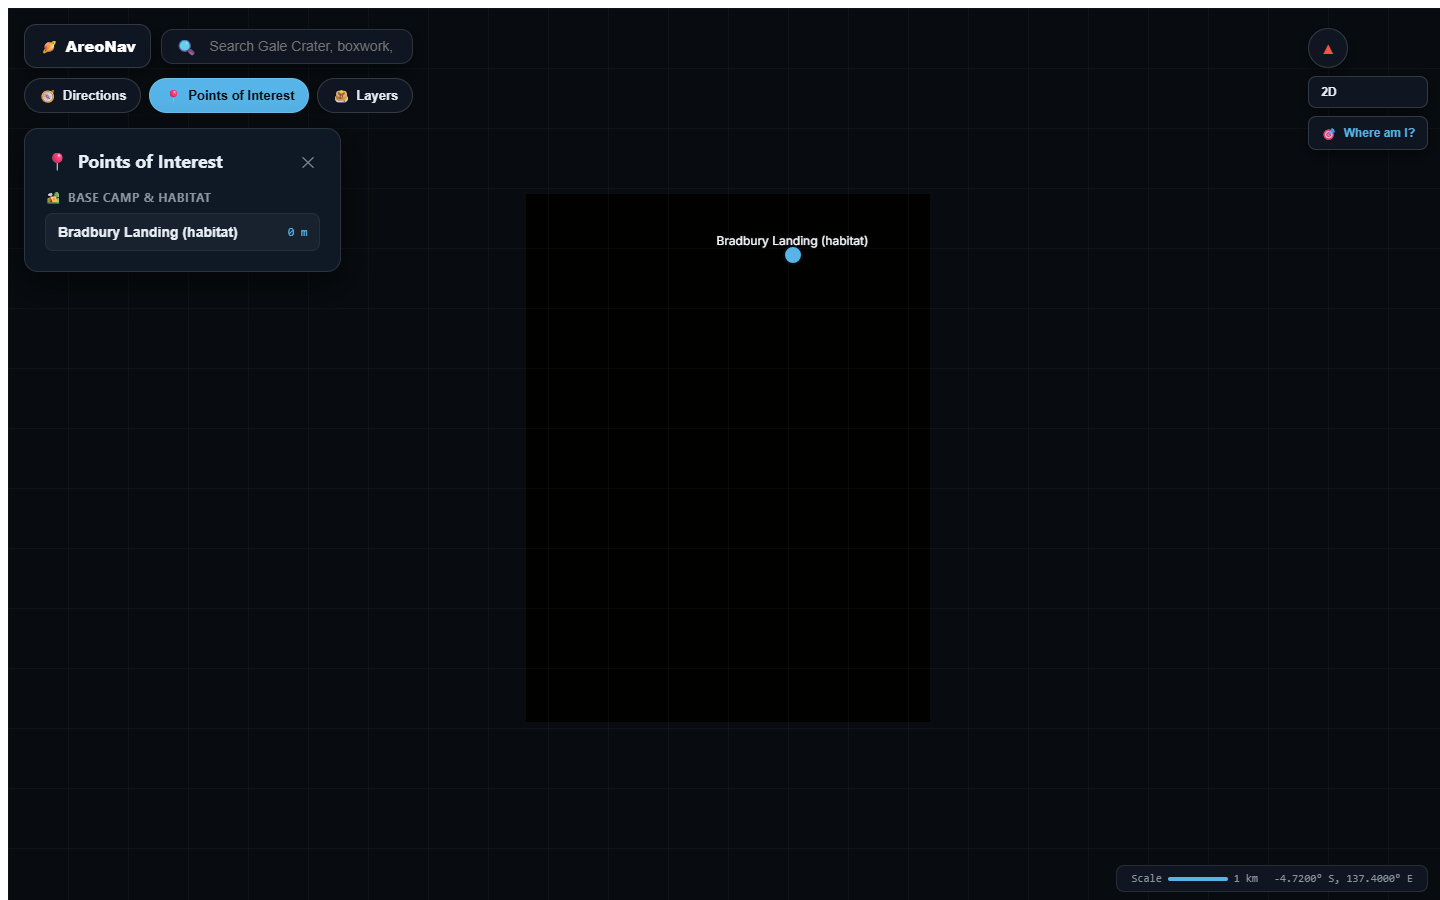 AreoNav
Search Gale Crater, boxwork,
Directions
Points of Interest
Layers
2D
Where am I?
Points of Interest
BASE CAMP & HABITAT
Bradbury Landing (habitat) 0 m
Bradbury Landing (habitat)
Scale 1 km -4.7200° S, 137.4000° E